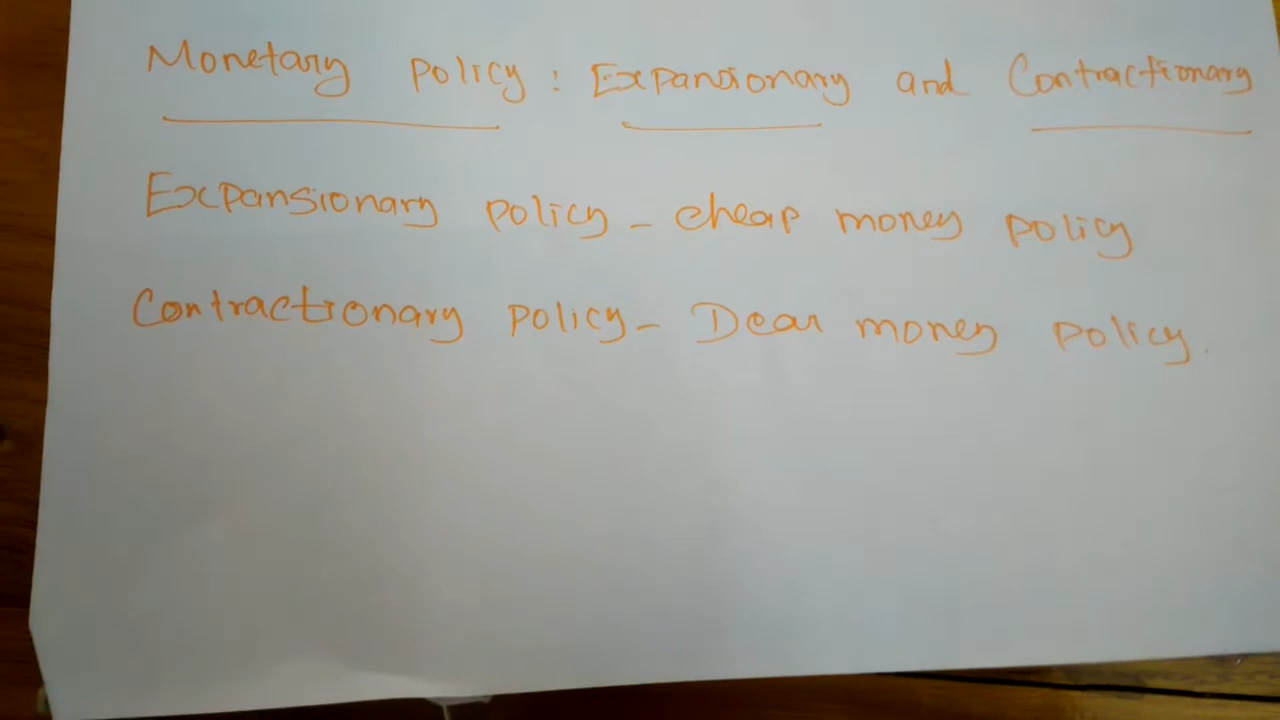 Monetary policy : Expansionary and Contractionary
Expansionary policy - cheap money policy
Contractionary policy - Dear money policy.